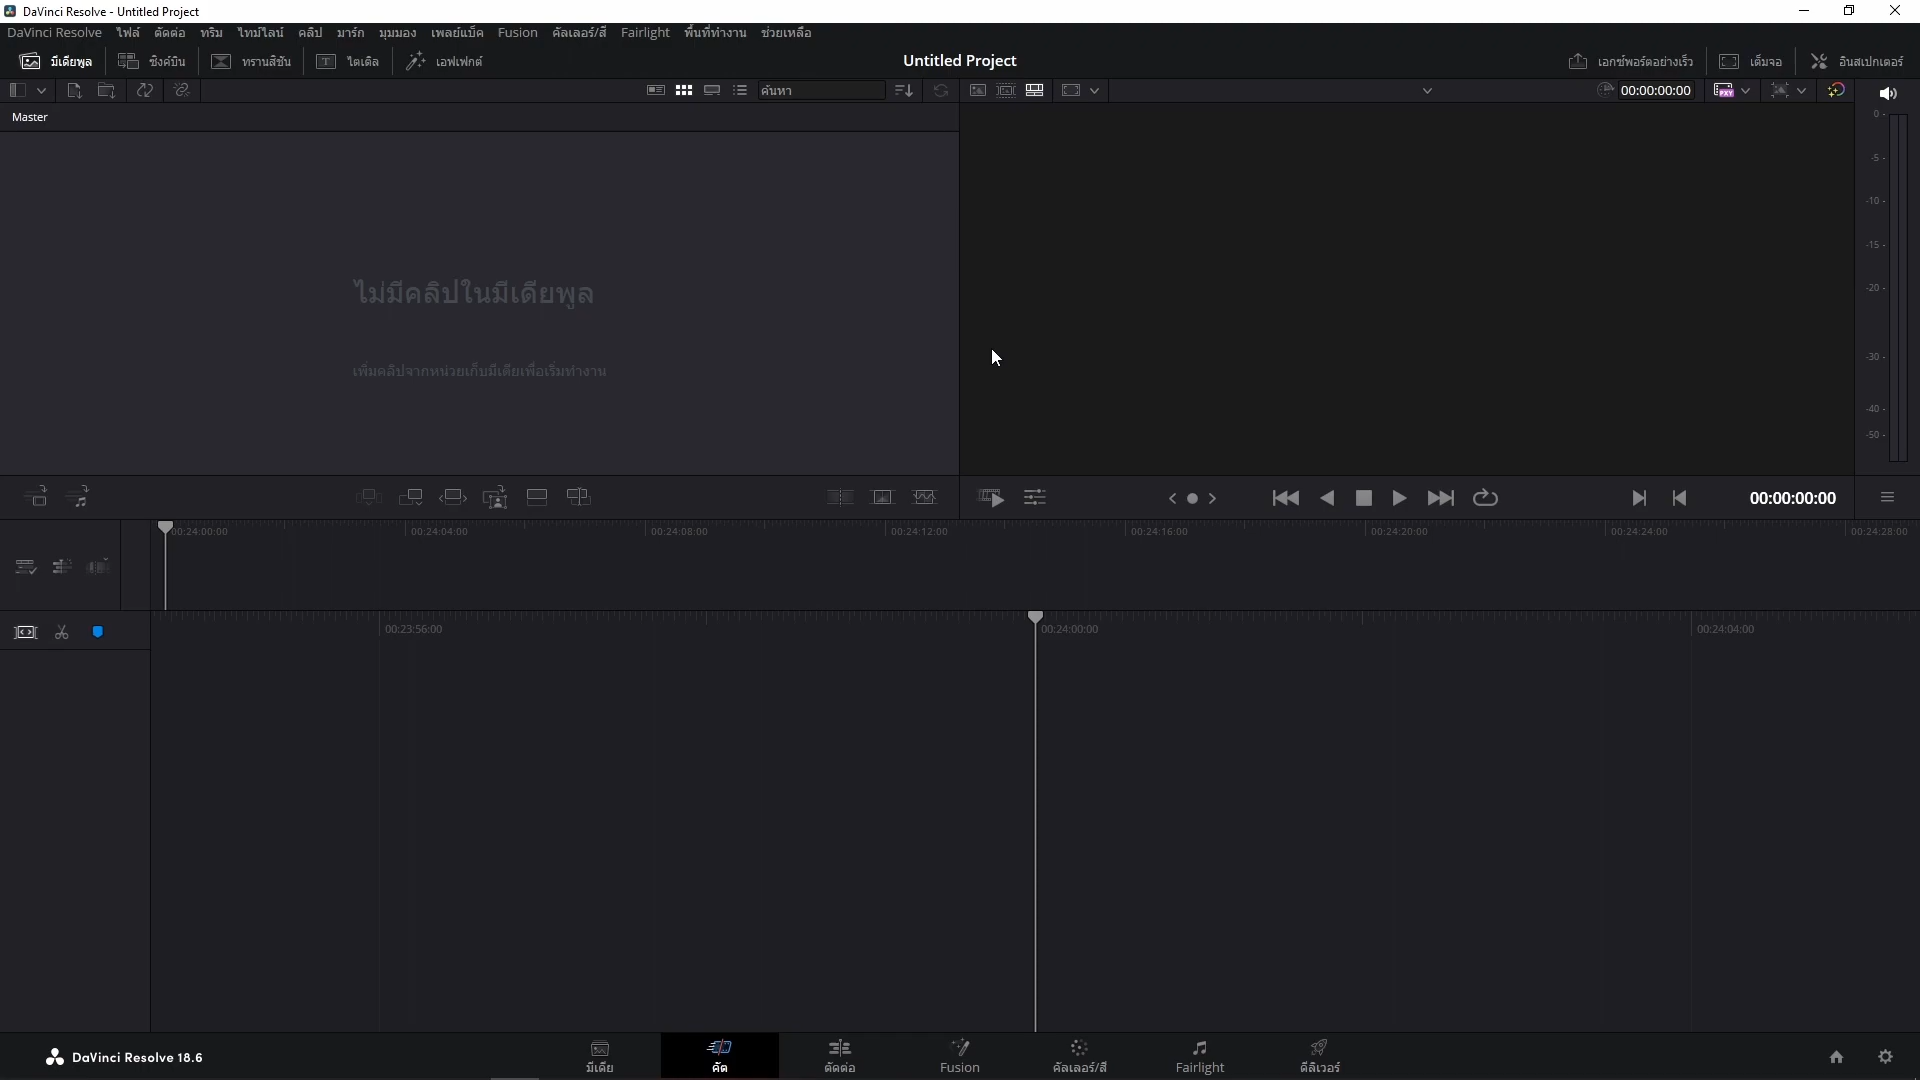 DaVinci Resolve - Untitled Project
DaVinci Resolve ไฟล์ ตัดต่อ ทริม ไทม์ไลน์ คลิป มาร์ก มุมมอง เพลย์แบ็ค Fusion คัลเลอร์/สี Fairlight พื้นที่ทำงาน ช่วยเหลือ
มีเดียพูล ซิงค์บิน ทรานสิชัน ไตเติล เอฟเฟกต์ Untitled Project เอกซ์พอร์ตอย่างเร็ว เต็มจอ อินสเปกเตอร์
ค้นหา 00:00:00:00 PXY
Master
0
-5
-10
-15
-20
-30
-40
-50
ไม่มีคลิปในมีเดียพูล
เพิ่มคลิปจากหน่วยเก็บมีเดียเพื่อเริ่มทำงาน
00:00:00:00
00:24:00:00 00:24:04:00 00:24:08:00 00:24:12:00 00:24:16:00 00:24:20:00 00:24:24:00 00:24:28:00
00:23:56:00 00:24:00:00 00:24:04:00
DaVinci Resolve 18.6
มีเดีย คัต ตัดต่อ Fusion คัลเลอร์/สี Fairlight ดีลิเวอร์